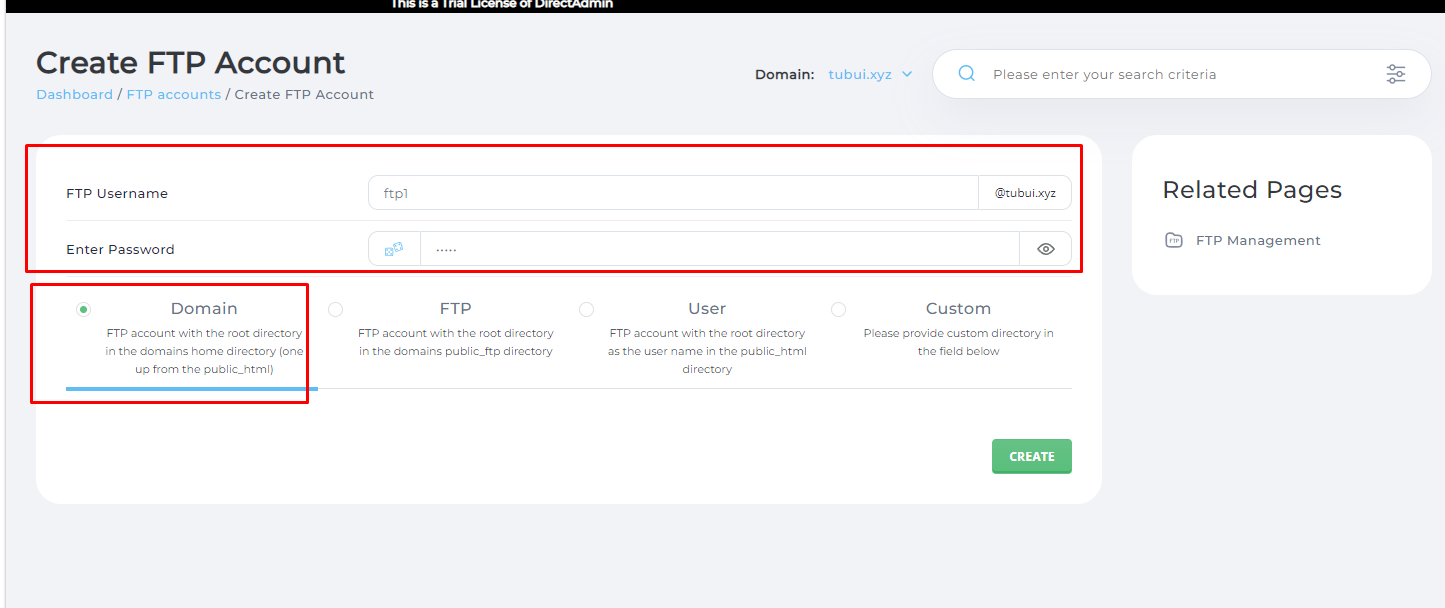 This is a Trial License of DirectAdmin
Create FTP Account
Dashboard / FTP accounts / Create FTP Account
Domain: tubui.xyz
Please enter your search criteria
FTP Username
ftp1
@tubui.xyz
Enter Password
.....
Domain
FTP account with the root directory
in the domains home directory (one
up from the public_html)
FTP
FTP account with the root directory
in the domains public_ftp directory
User
FTP account with the root directory
as the user name in the public_html
directory
Custom
Please provide custom directory in
the field below
CREATE
Related Pages
FTP
FTP Management